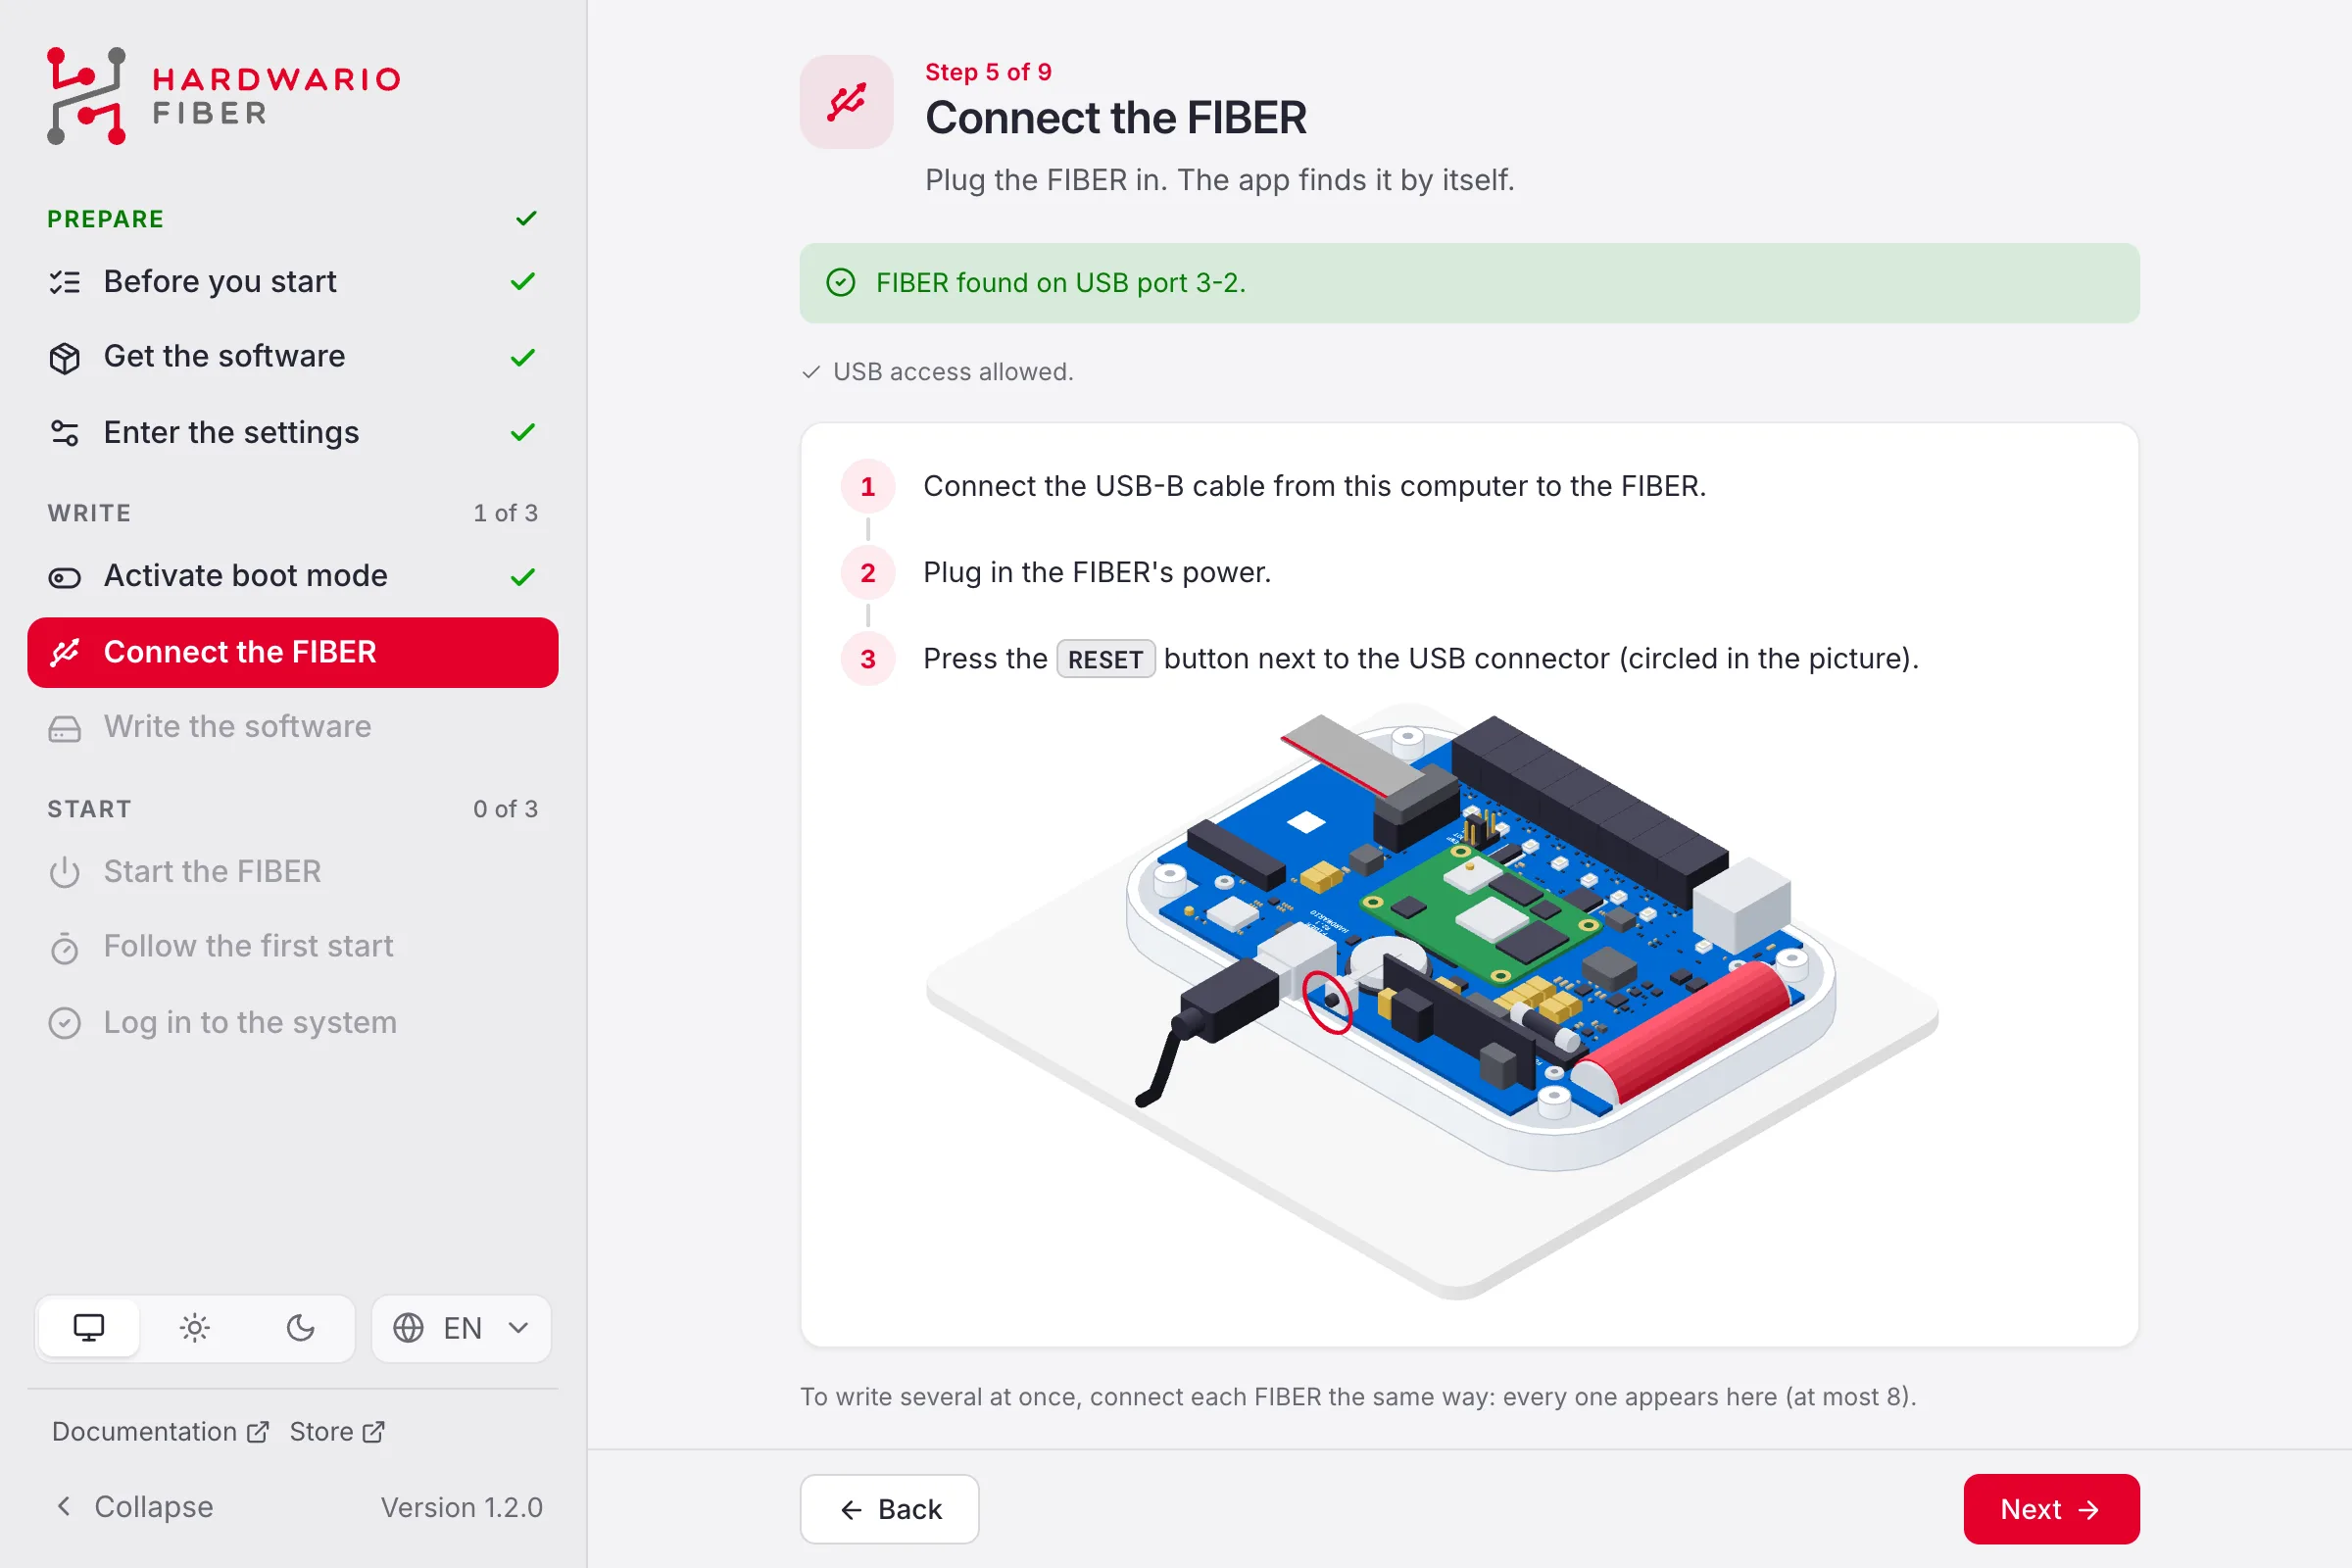 HARDWARIO
FIBER
PREPARE
Before you start
Get the software
Enter the settings
WRITE 1 of 3
Activate boot mode
Connect the FIBER
Write the software
START 0 of 3
Start the FIBER
Follow the first start
Log in to the system
EN
Documentation Store
Collapse Version 1.2.0
Step 5 of 9
Connect the FIBER
Plug the FIBER in. The app finds it by itself.
FIBER found on USB port 3-2.
USB access allowed.
1 Connect the USB-B cable from this computer to the FIBER.
2 Plug in the FIBER's power.
3 Press the RESET button next to the USB connector (circled in the picture).
HARDWARIO
To write several at once, connect each FIBER the same way: every one appears here (at most 8).
Back
Next